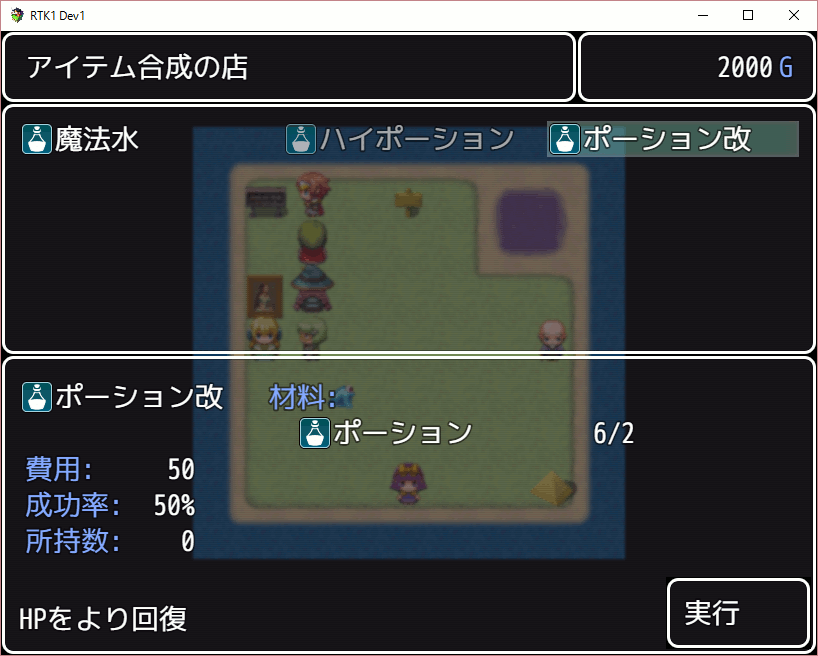 RTK1 Dev1
アイテム合成の店 2000 G
魔法水 ハイポーション ポーション改
ポーション改 材料:
ポーション 6/2
費用: 50
成功率: 50%
所持数: 0
HPをより回復
実行